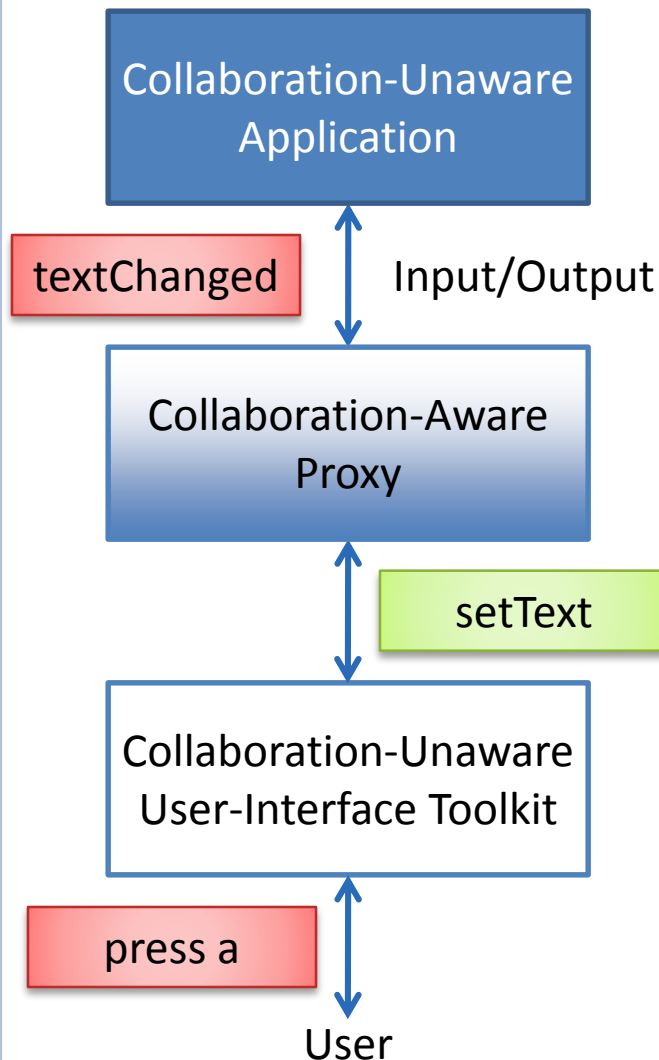 Collaboration-Unaware
Application
textChanged
Input/Output
Collaboration-Aware
Proxy
setText
Collaboration-Unaware
User-Interface Toolkit
press a
User